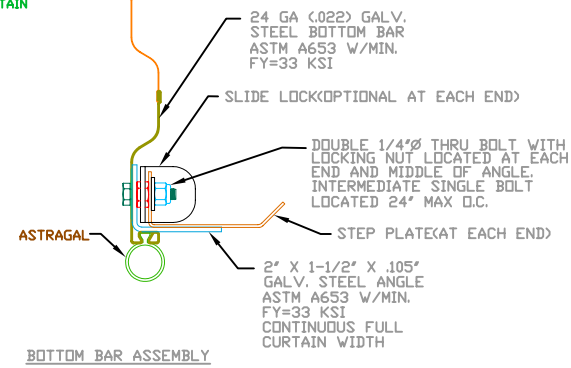 TAIN
24 GA (.022) GALV.
STEEL BOTTOM BAR
ASTM A653 W/MIN.
FY=33 KSI
SLIDE LOCK(OPTIONAL AT EACH END)
DOUBLE 1/4"Ø THRU BOLT WITH
LOCKING NUT LOCATED AT EACH
END AND MIDDLE OF ANGLE.
INTERMEDIATE SINGLE BOLT
LOCATED 24" MAX O.C.
ASTRAGAL
STEP PLATE(AT EACH END)
2" X 1-1/2" X .105"
GALV. STEEL ANGLE
ASTM A653 W/MIN.
FY=33 KSI
CONTINUOUS FULL
CURTAIN WIDTH
BOTTOM BAR ASSEMBLY